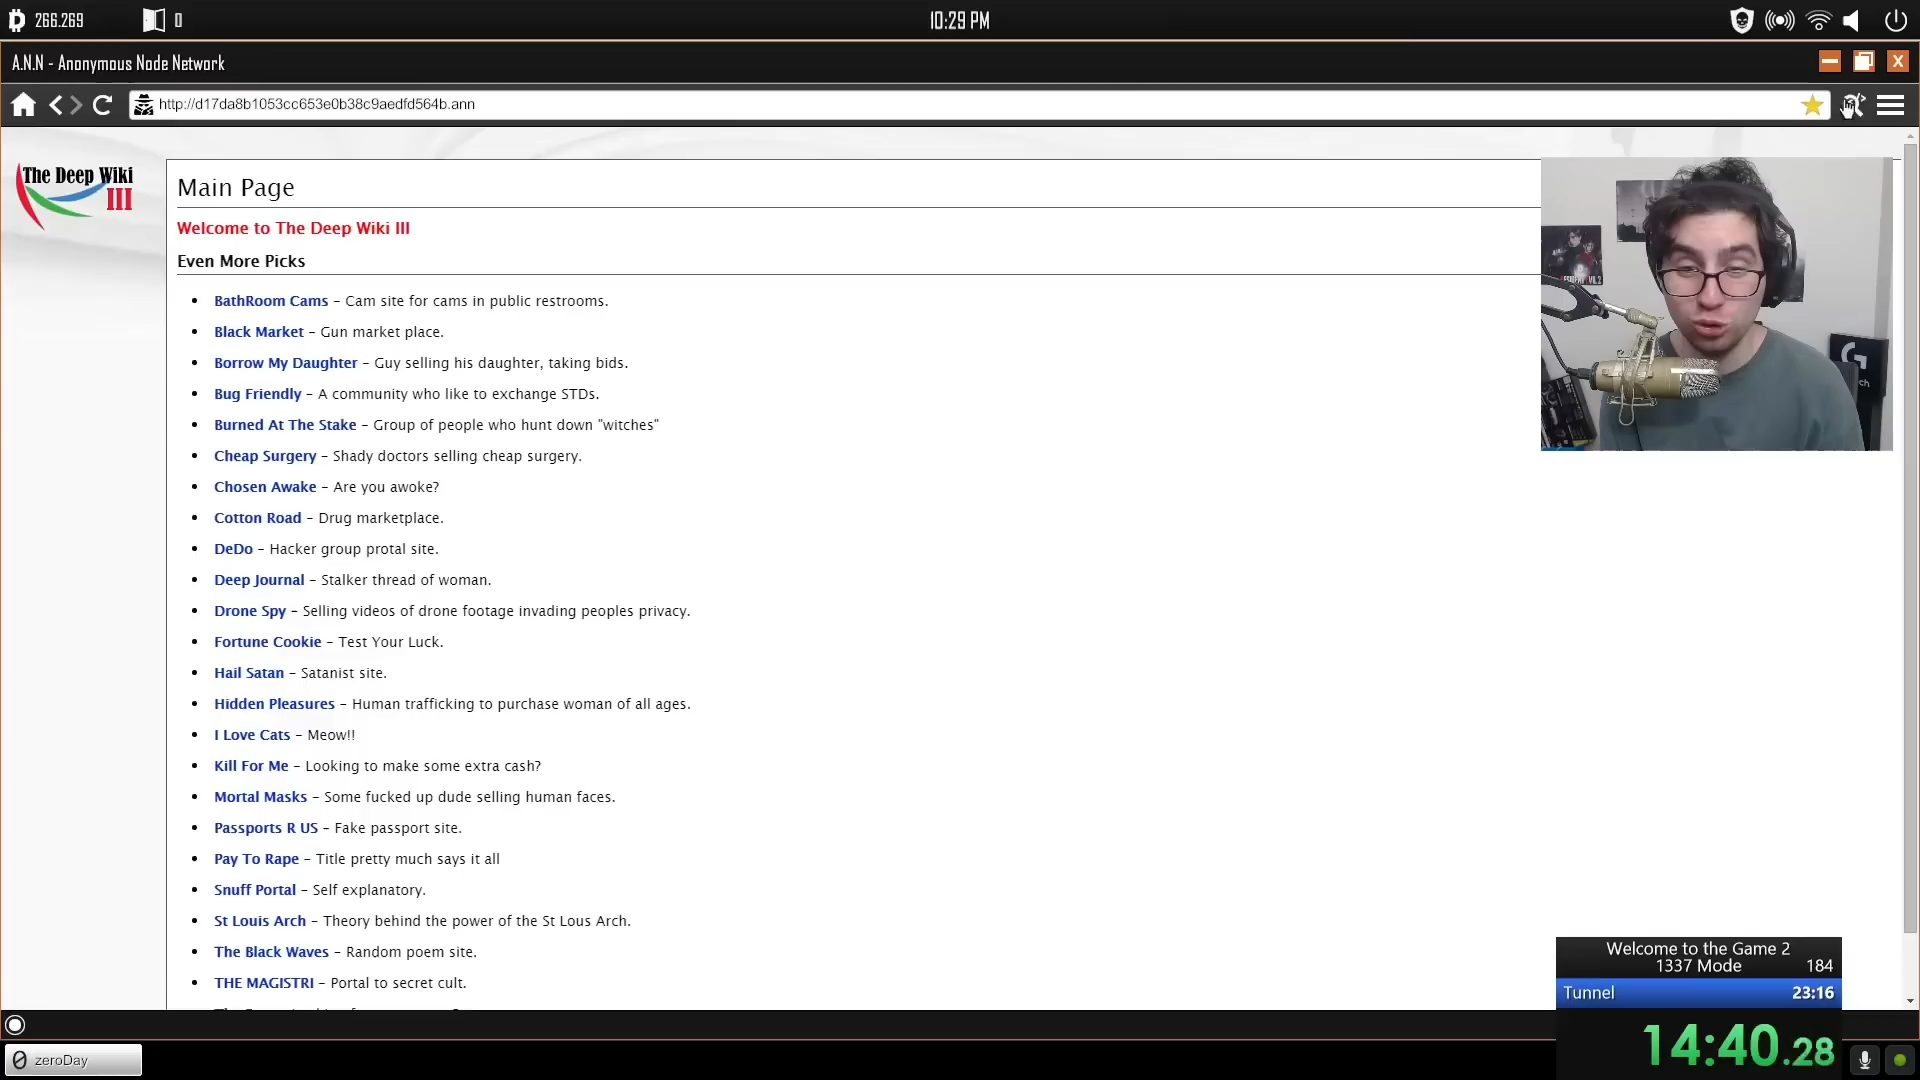 266.269
0
10:29 PM
A.N.N - Anonymous Node Network
http://d17da8b1053cc653e0b38c9aedfd564b.ann
The Deep Wiki
III
Main Page
Welcome to The Deep Wiki III
Even More Picks
BathRoom Cams – Cam site for cams in public restrooms.
Black Market – Gun market place.
Borrow My Daughter – Guy selling his daughter, taking bids.
Bug Friendly – A community who like to exchange STDs.
Burned At The Stake – Group of people who hunt down "witches"
Cheap Surgery – Shady doctors selling cheap surgery.
Chosen Awake – Are you awoke?
Cotton Road – Drug marketplace.
DeDo – Hacker group protal site.
Deep Journal – Stalker thread of woman.
Drone Spy – Selling videos of drone footage invading peoples privacy.
Fortune Cookie – Test Your Luck.
Hail Satan – Satanist site.
Hidden Pleasures – Human trafficking to purchase woman of all ages.
I Love Cats – Meow!!
Kill For Me – Looking to make some extra cash?
Mortal Masks – Some fucked up dude selling human faces.
Passports R US – Fake passport site.
Pay To Rape – Title pretty much says it all
Snuff Portal – Self explanatory.
St Louis Arch – Theory behind the power of the St Lous Arch.
The Black Waves – Random poem site.
THE MAGISTRI – Portal to secret cult.
Welcome to the Game 2
1337 Mode 184
Tunnel 23:16
14:40.28
zeroDay